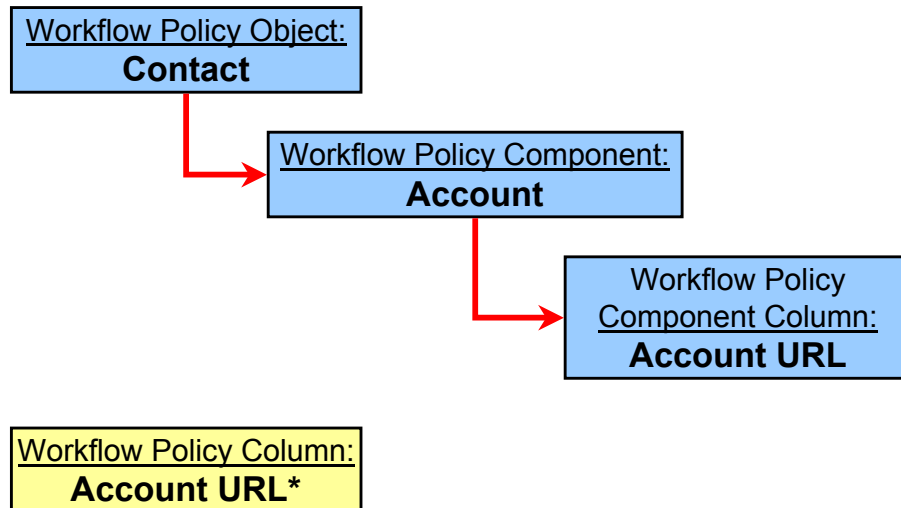 Workflow Policy Object:
Contact
Workflow Policy Component:
Account
Workflow Policy
Component Column:
Account URL
Workflow Policy Column:
Account URL*